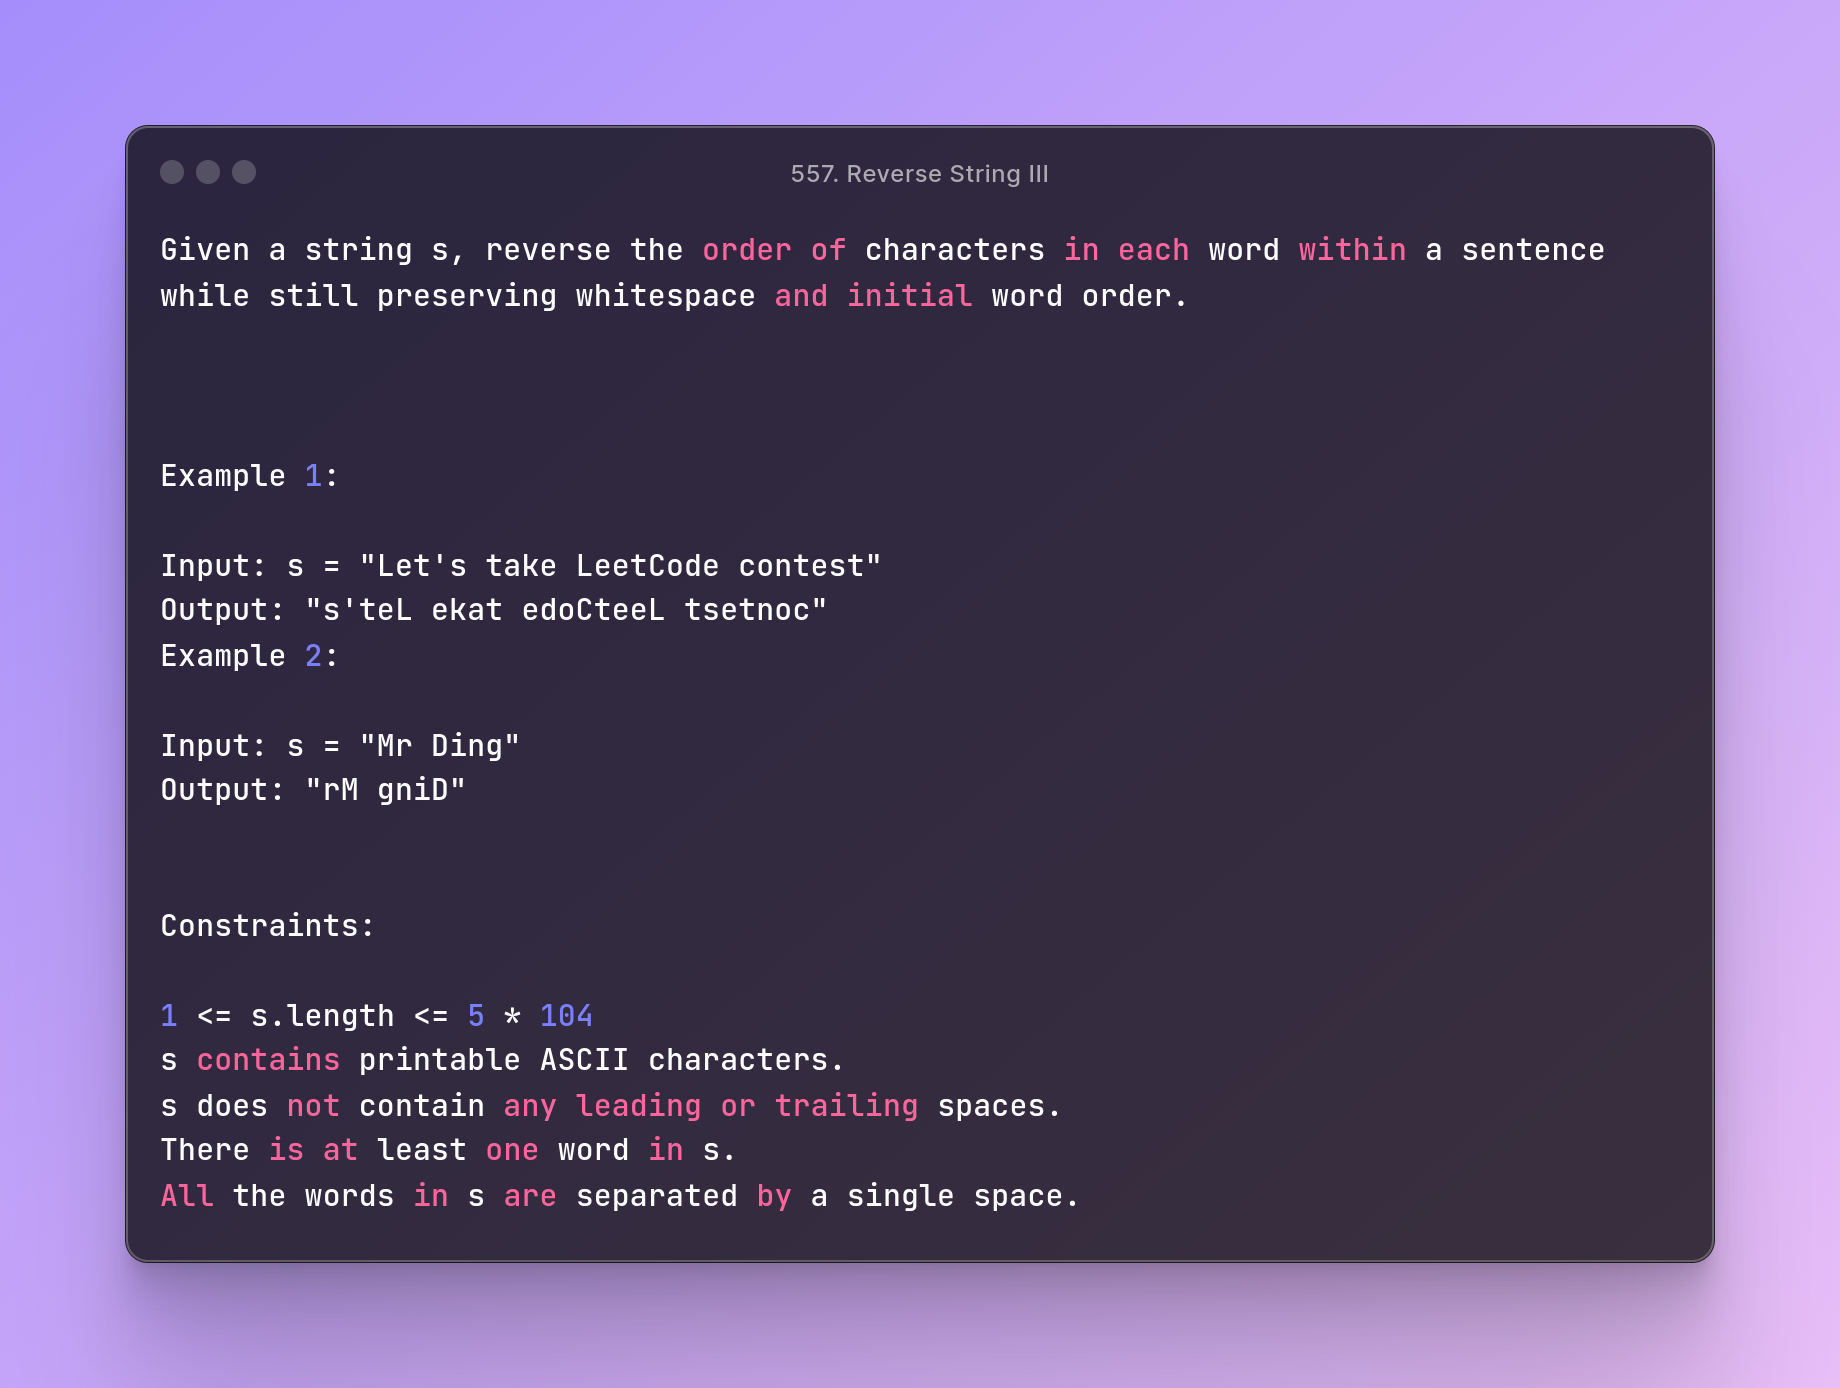 557. Reverse String III
Given a string s, reverse the order of characters in each word within a sentence
while still preserving whitespace and initial word order.
Example 1:
Input: s = "Let's take LeetCode contest"
Output: "s'teL ekat edoCteeL tsetnoc"
Example 2:
Input: s = "Mr Ding"
Output: "rM gniD"
Constraints:
1 <= s.length <= 5 * 104
s contains printable ASCII characters.
s does not contain any leading or trailing spaces.
There is at least one word in s.
All the words in s are separated by a single space.